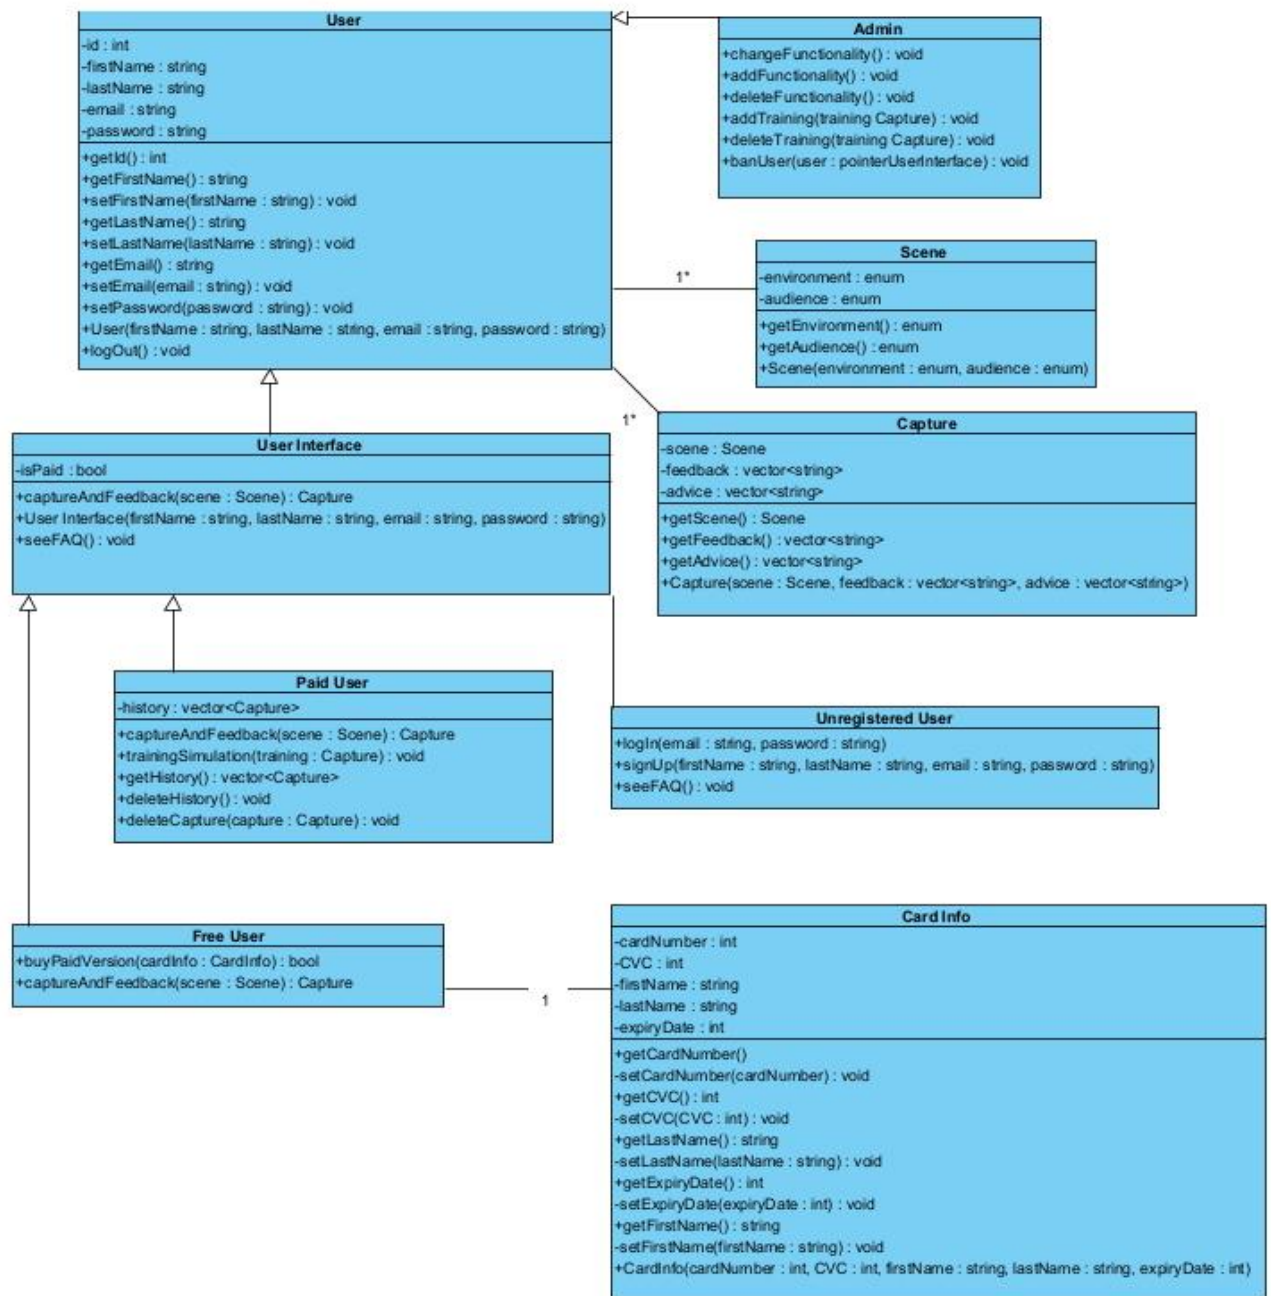 User
-id : int
-firstName : string
-lastName : string
-email : string
-password : string
+getId() : int
+getFirstName() : string
+setFirstName(firstName : string) : void
+getLastName() : string
+setLastName(lastName : string) : void
+getEmail() : string
+setEmail(email : string) : void
+setPassword(password : string) : void
+User(firstName : string, lastName : string, email : string, password : string)
+logOut() : void
Admin
+changeFunctionality() : void
+addFunctionality() : void
+deleteFunctionality() : void
+addTraining(training Capture) : void
+deleteTraining(training Capture) : void
+banUser(user : pointerUserInterface) : void
1*
Scene
-environment : enum
-audience : enum
+getEnvironment() : enum
+getAudience() : enum
+Scene(environment : enum, audience : enum)
1*
Capture
-scene : Scene
-feedback : vector<string>
-advice : vector<string>
+getScene() : Scene
+getFeedback() : vector<string>
+getAdvice() : vector<string>
+Capture(scene : Scene, feedback : vector<string>, advice : vector<string>)
User Interface
-isPaid : bool
+captureAndFeedback(scene : Scene) : Capture
+User Interface(firstName : string, lastName : string, email : string, password : string)
+seeFAQ() : void
Paid User
-history : vector<Capture>
+captureAndFeedback(scene : Scene) : Capture
+trainingSimulation(training : Capture) : void
+getHistory() : vector<Capture>
+deleteHistory() : void
+deleteCapture(capture : Capture) : void
Unregistered User
+logIn(email : string, password : string)
+signUp(firstName : string, lastName : string, email : string, password : string)
+seeFAQ() : void
Free User
+buyPaidVersion(cardInfo : CardInfo) : bool
+captureAndFeedback(scene : Scene) : Capture
1
Card Info
-cardNumber : int
-CVC : int
-firstName : string
-lastName : string
-expiryDate : int
+getCardNumber()
-setCardNumber(cardNumber) : void
+getCVC() : int
-setCVC(CVC : int) : void
+getLastName() : string
-setLastName(lastName : string) : void
+getExpiryDate() : int
-setExpiryDate(expiryDate : int) : void
+getFirstName() : string
-setFirstName(firstName : string) : void
+CardInfo(cardNumber : int, CVC : int, firstName : string, lastName : string, expiryDate : int)